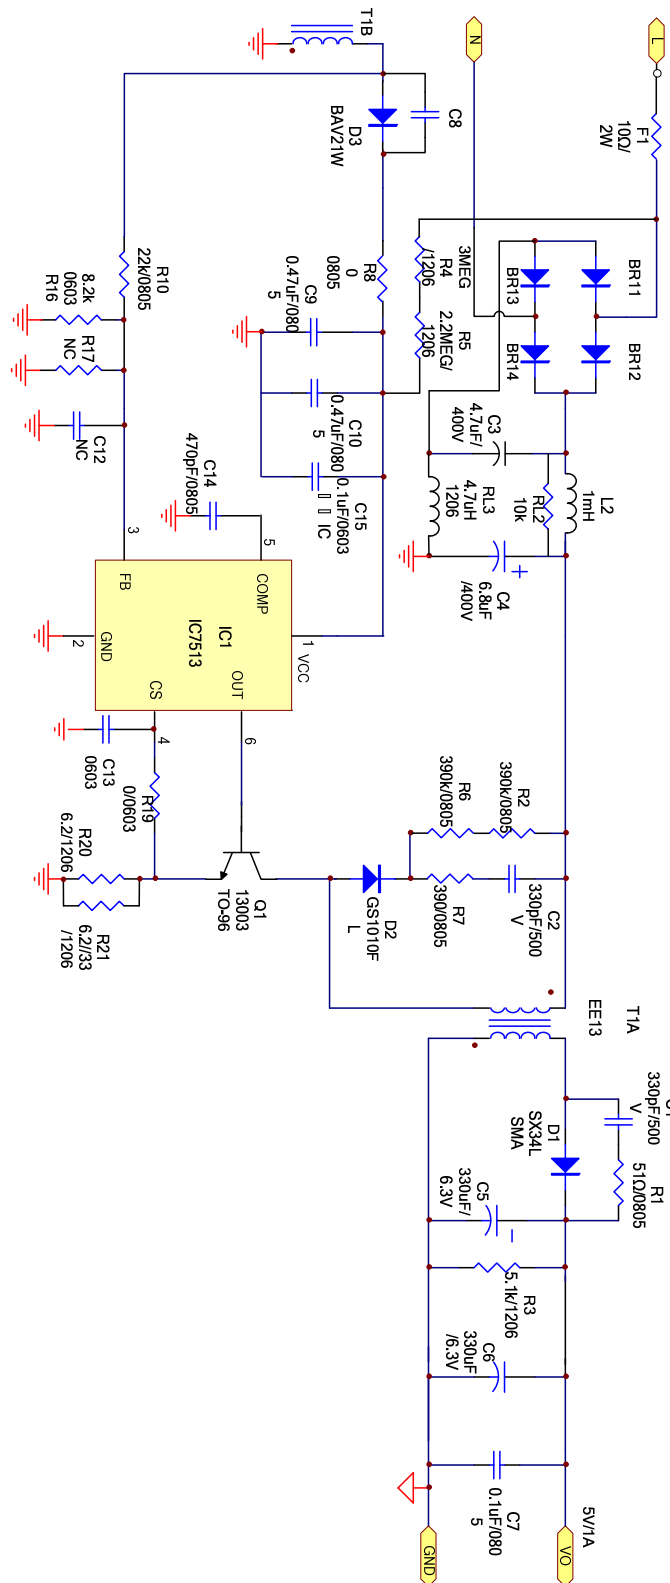 L
F1
10Ω/
2W
N
T1B
C8
D3
BAV21W
BR11
BR13
BR12
BR14
3MEG
R4
/1206
R5
2.2MEG/
1206
R8
0
0805
R10
22k/0805
C9
0.47uF/080
5
8.2k
0603
R16
R17
NC
C10
0.47uF/080
5
C12
NC
C15
0.1uF/0603
IC
C14
470pF/0805
C3
4.7uF/
400V
L2
1mH
RL2
10k
RL3
4.7uH
1206
C4
6.8uF
/400V
+
3
FB
5
COMP
1
VCC
IC1
IC7513
2
GND
OUT
6
CS
4
C13
0603
R19
0/0603
R20
6.2/1206
R21
6.2//33
/1206
Q1
13003
TO-96
R6
390k/0805
R2
390k/0805
R7
390/0805
C2
330pF/500
V
D2
GS1010F
L
T1A
EE13
330pF/500
V
R1
51Ω/0805
D1
SX34L
SMA
C5
330uF/
6.3V
R3
5.1k/1206
C6
330uF
/6.3V
C7
0.1uF/080
5
5V/1A
VO
GND